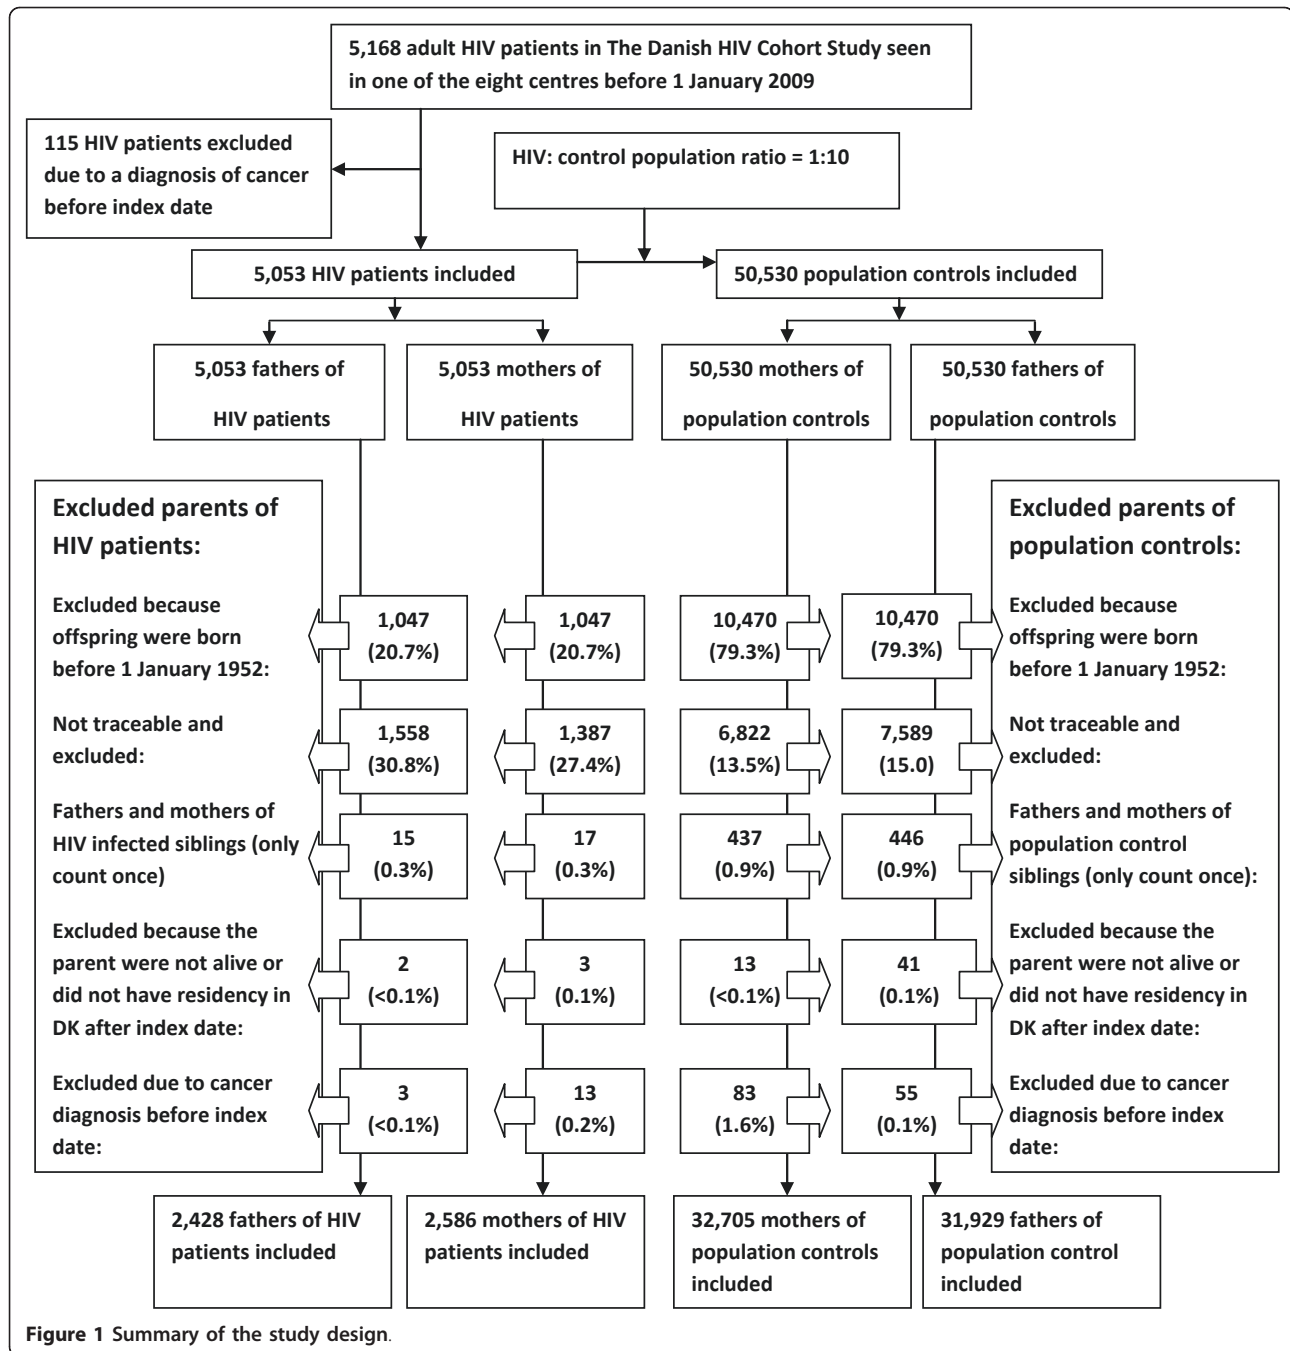 5,168 adult HIV patients in The Danish HIV Cohort Study seen
in one of the eight centres before 1 January 2009
115 HIV patients excluded
due to a diagnosis of cancer
before index date
HIV: control population ratio = 1:10
5,053 HIV patients included
50,530 population controls included
5,053 fathers of
HIV patients
5,053 mothers of
HIV patients
50,530 mothers of
population controls
50,530 fathers of
population controls
Excluded parents of
HIV patients:
Excluded parents of
population controls:
Excluded because
offspring were born
before 1 January 1952:
1,047
(20.7%)
1,047
(20.7%)
10,470
(79.3%)
10,470
(79.3%)
Excluded because
offspring were born
before 1 January 1952:
Not traceable and
excluded:
1,558
(30.8%)
1,387
(27.4%)
6,822
(13.5%)
7,589
(15.0)
Not traceable and
excluded:
Fathers and mothers of
HIV infected siblings (only
count once)
15
(0.3%)
17
(0.3%)
437
(0.9%)
446
(0.9%)
Fathers and mothers of
population control
siblings (only count once):
Excluded because the
parent were not alive or
did not have residency in
DK after index date:
2
(<0.1%)
3
(0.1%)
13
(<0.1%)
41
(0.1%)
Excluded because the
parent were not alive or
did not have residency in
DK after index date:
Excluded due to cancer
diagnosis before index
date:
3
(<0.1%)
13
(0.2%)
83
(1.6%)
55
(0.1%)
Excluded due to cancer
diagnosis before index
date:
2,428 fathers of HIV
patients included
2,586 mothers of HIV
patients included
32,705 mothers of
population controls
included
31,929 fathers of
population control
included
Figure 1 Summary of the study design.